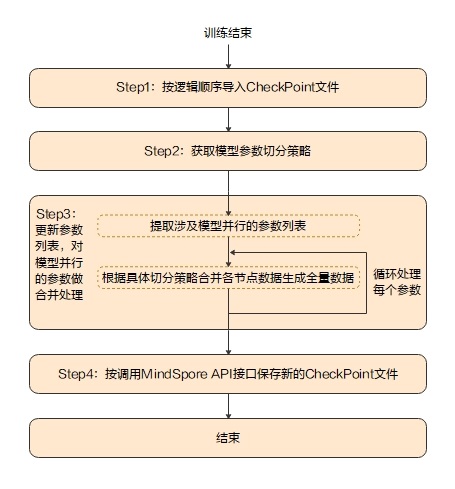 训练结束
Step1：按逻辑顺序导入CheckPoint文件
Step2：获取模型参数切分策略
Step3：
更新参数
列表，对
模型并行
的参数做
合并处理
提取涉及模型并行的参数列表
根据具体切分策略合并各节点数据生成全量数据
循环处理
每个参数
Step4：按调用MindSpore API接口保存新的CheckPoint文件
结束